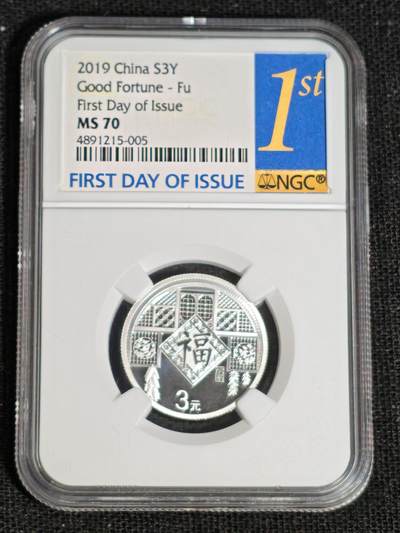 2019 China S3Y
Good Fortune - Fu
First Day of Issue
MS 70
4891215-005
FIRST DAY OF ISSUE
1st
NGC®
福
3元